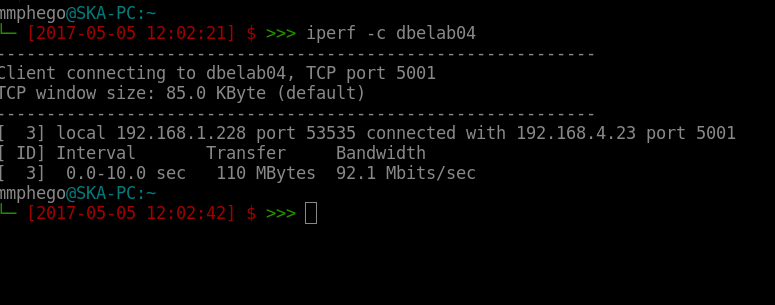 mmphego@SKA-PC:~
└─ [2017-05-05 12:02:21] $ >>> iperf -c dbelab04
------------------------------------------------------------
Client connecting to dbelab04, TCP port 5001
TCP window size: 85.0 KByte (default)
------------------------------------------------------------
[  3] local 192.168.1.228 port 53535 connected with 192.168.4.23 port 5001
[ ID] Interval       Transfer     Bandwidth
[  3]  0.0-10.0 sec   110 MBytes  92.1 Mbits/sec
mmphego@SKA-PC:~
└─ [2017-05-05 12:02:42] $ >>>